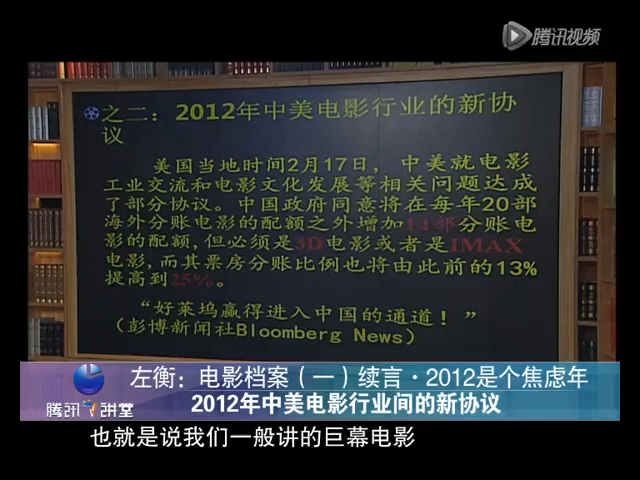 腾讯视频
之二：2012年中美电影行业的新协
议
美国当地时间2月17日，中美就电影
工业交流和电影文化发展等相关问题达成
了部分协议。中国政府同意将在每年20部
海外分账电影的配额之外增加14部分账电
影的配额，但必须是3D电影或者是IMAX
电影，而其票房分账比例也将由此前的13%
提高到25%。
“好莱坞赢得进入中国的通道！”
（彭博新闻社Bloomberg News）
左衡：电影档案（一）续言·2012是个焦虑年
2012年中美电影行业间的新协议
腾讯讲堂
也就是说我们一般讲的巨幕电影